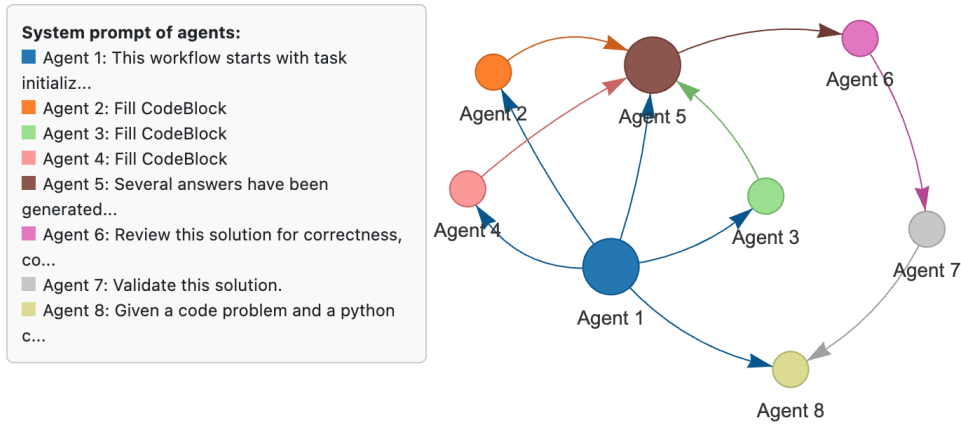 System prompt of agents:
Agent 1: This workflow starts with task
initializ...
Agent 2: Fill CodeBlock
Agent 3: Fill CodeBlock
Agent 4: Fill CodeBlock
Agent 5: Several answers have been
generated...
Agent 6: Review this solution for correctness,
co...
Agent 7: Validate this solution.
Agent 8: Given a code problem and a python
c...
Agent 6
Agent 2
Agent 5
Agent 4
Agent 3
Agent 7
Agent 1
Agent 8